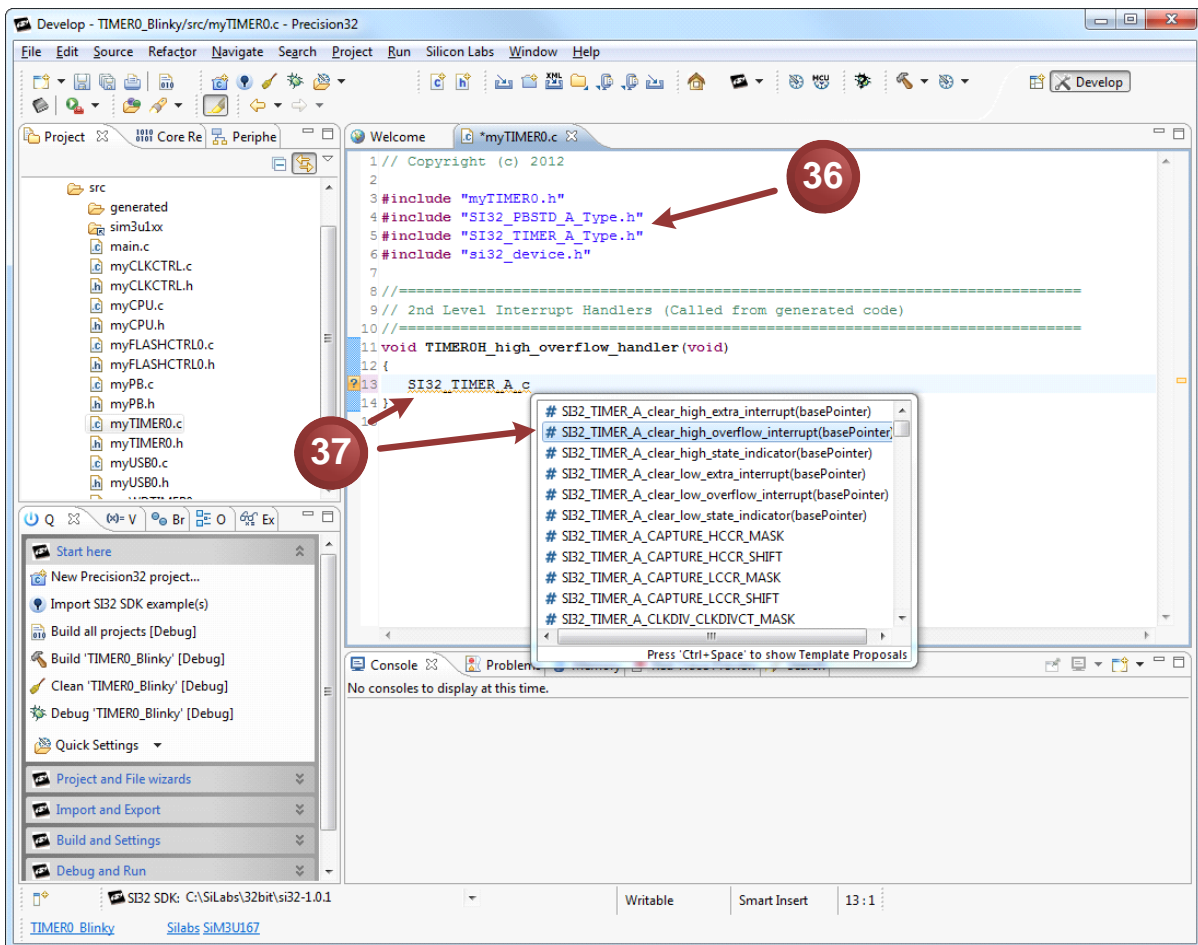 Develop - TIMER0_Blinky/src/myTIMER0.c - Precision32
File Edit Source Refactor Navigate Search Project Run Silicon Labs Window Help
Develop
Project Core Re Periphe
Welcome *myTIMER0.c
src
generated
sim3u1xx
main.c
myCLKCTRL.c
myCLKCTRL.h
myCPU.c
myCPU.h
myFLASHCTRL0.c
myFLASHCTRL0.h
myPB.c
myPB.h
myTIMER0.c
myTIMER0.h
myUSB0.c
myUSB0.h
1 // Copyright (c) 2012
2
3 #include "myTIMER0.h"
4 #include "SI32_PBSTD_A_Type.h"
5 #include "SI32_TIMER_A_Type.h"
6 #include "si32_device.h"
7
8 //==============================================================================
9 // 2nd Level Interrupt Handlers (Called from generated code)
10 //==============================================================================
11 void TIMER0H_high_overflow_handler(void)
12 {
13 SI32_TIMER_A_c
14 }
36
37
# SI32_TIMER_A_clear_high_extra_interrupt(basePointer)
# SI32_TIMER_A_clear_high_overflow_interrupt(basePointer)
# SI32_TIMER_A_clear_high_state_indicator(basePointer)
# SI32_TIMER_A_clear_low_extra_interrupt(basePointer)
# SI32_TIMER_A_clear_low_overflow_interrupt(basePointer)
# SI32_TIMER_A_clear_low_state_indicator(basePointer)
# SI32_TIMER_A_CAPTURE_HCCR_MASK
# SI32_TIMER_A_CAPTURE_HCCR_SHIFT
# SI32_TIMER_A_CAPTURE_LCCR_MASK
# SI32_TIMER_A_CAPTURE_LCCR_SHIFT
# SI32_TIMER_A_CLKDIV_CLKDIVCT_MASK
Press 'Ctrl+Space' to show Template Proposals
Q (x)= V Br O Ex
Start here
New Precision32 project...
Import SI32 SDK example(s)
Build all projects [Debug]
Build 'TIMER0_Blinky' [Debug]
Clean 'TIMER0_Blinky' [Debug]
Debug 'TIMER0_Blinky' [Debug]
Quick Settings
Project and File wizards
Import and Export
Build and Settings
Debug and Run
Console Problem
No consoles to display at this time.
SI32 SDK: C:\SiLabs\32bit\si32-1.0.1
Writable Smart Insert 13 : 1
TIMER0_Blinky Silabs SiM3U167